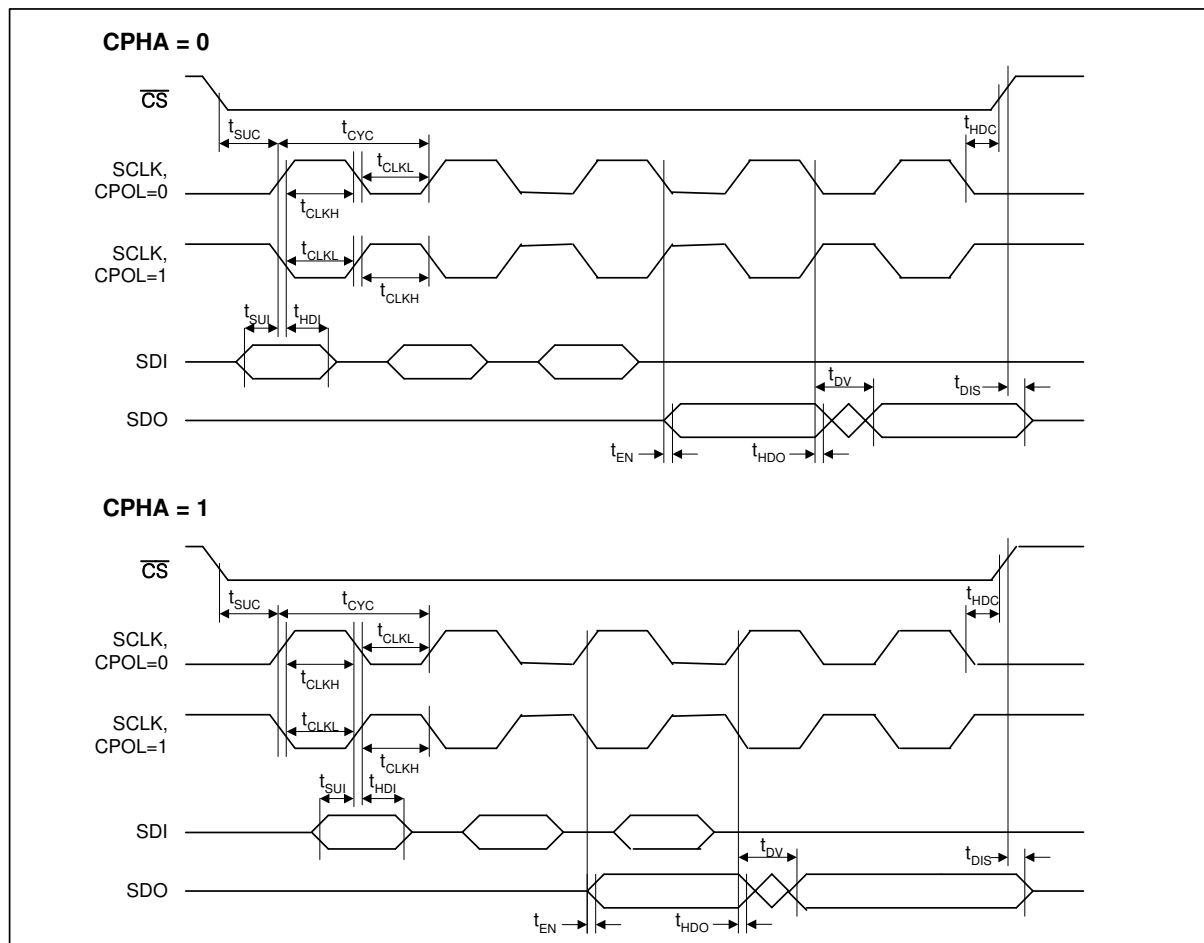 CPHA = 0
CS
tSUC
tCYC
tHDC
SCLK,
CPOL=0
tCLKL
tCLKH
SCLK,
CPOL=1
tCLKL
tCLKH
tSUI
tHDI
SDI
tDV
tDIS
SDO
tEN
tHDO
CPHA = 1
CS
tSUC
tCYC
tHDC
SCLK,
CPOL=0
tCLKL
tCLKH
SCLK,
CPOL=1
tCLKL
tCLKH
tSUI
tHDI
SDI
tDV
tDIS
SDO
tEN
tHDO